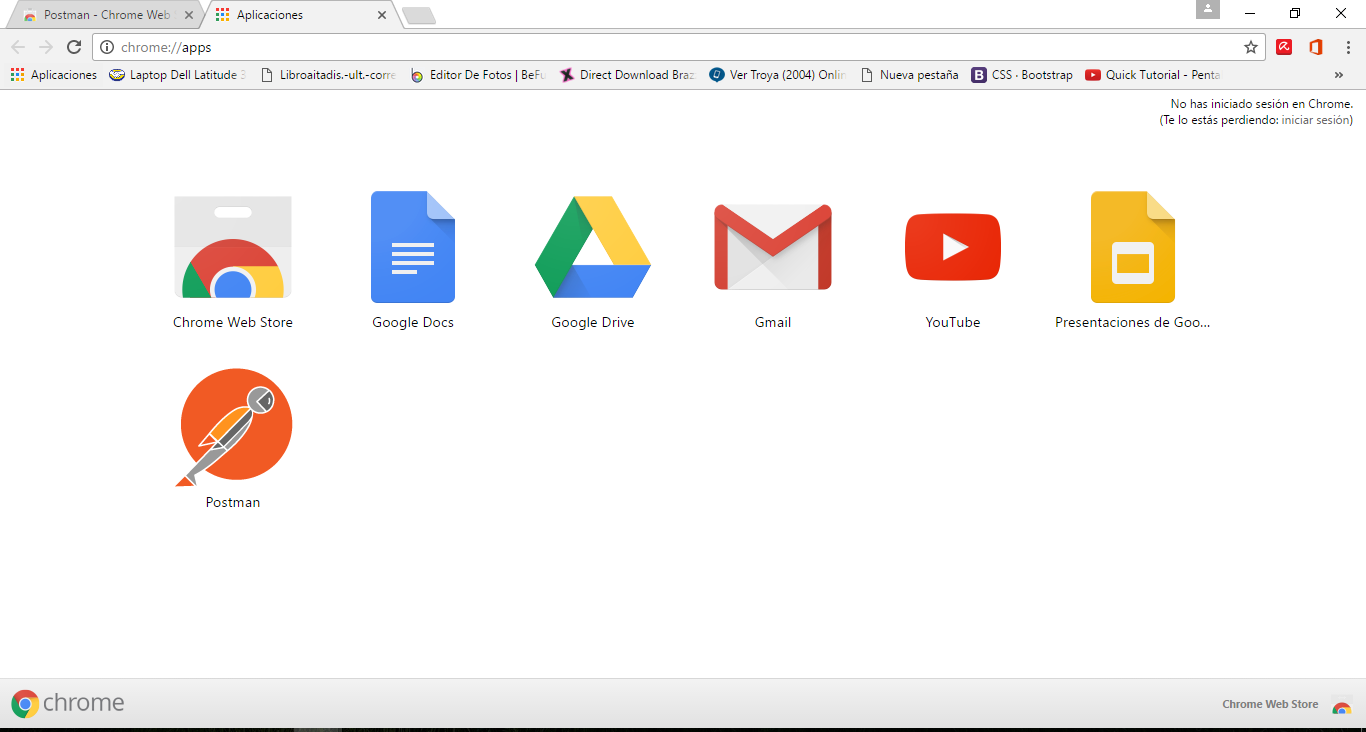 Postman - Chrome Web
Aplicaciones
chrome://apps
Aplicaciones
Laptop Dell Latitude 3
Libroaitadis.-ult.-corre
Editor De Fotos | BeFu
Direct Download Braz
Ver Troya (2004) Onlin
Nueva pestaña
CSS · Bootstrap
Quick Tutorial - Penta
No has iniciado sesión en Chrome.
(Te lo estás perdiendo: iniciar sesión)
Chrome Web Store
Google Docs
Google Drive
Gmail
YouTube
Presentaciones de Goo...
Postman
chrome
Chrome Web Store